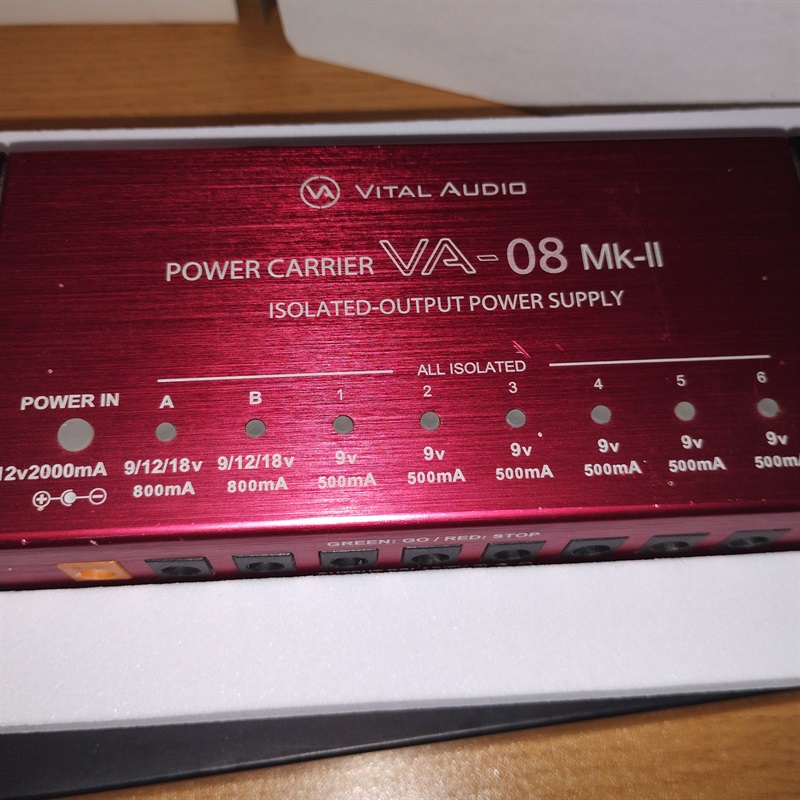 VA VITAL AUDIO
POWER CARRIER VA-08 Mk-II
ISOLATED-OUTPUT POWER SUPPLY
ALL ISOLATED
POWER IN A B 1 2 3 4 5 6
12v2000mA 9/12/18v 9/12/18v 9v 9v 9v 9v 9v 9v
800mA 800mA 500mA 500mA 500mA 500mA 500mA 500m
GREEN: GO / RED: STOP